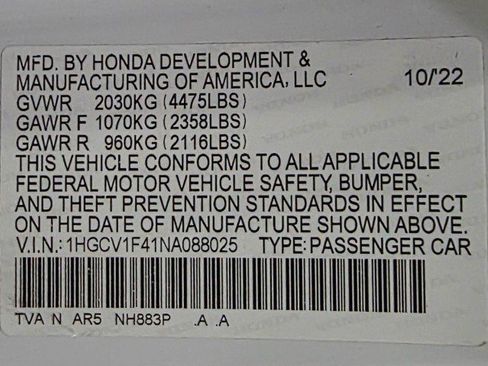 MFD. BY HONDA DEVELOPMENT &
MANUFACTURING OF AMERICA, LLC 10/'22
GVWR 2030KG (4475LBS)
GAWR F 1070KG (2358LBS)
GAWR R 960KG (2116LBS)
THIS VEHICLE CONFORMS TO ALL APPLICABLE
FEDERAL MOTOR VEHICLE SAFETY, BUMPER,
AND THEFT PREVENTION STANDARDS IN EFFECT
ON THE DATE OF MANUFACTURE SHOWN ABOVE.
V.I.N.: 1HGCV1F41NA088025 TYPE: PASSENGER CAR
TVA N AR5 NH883P .A .A